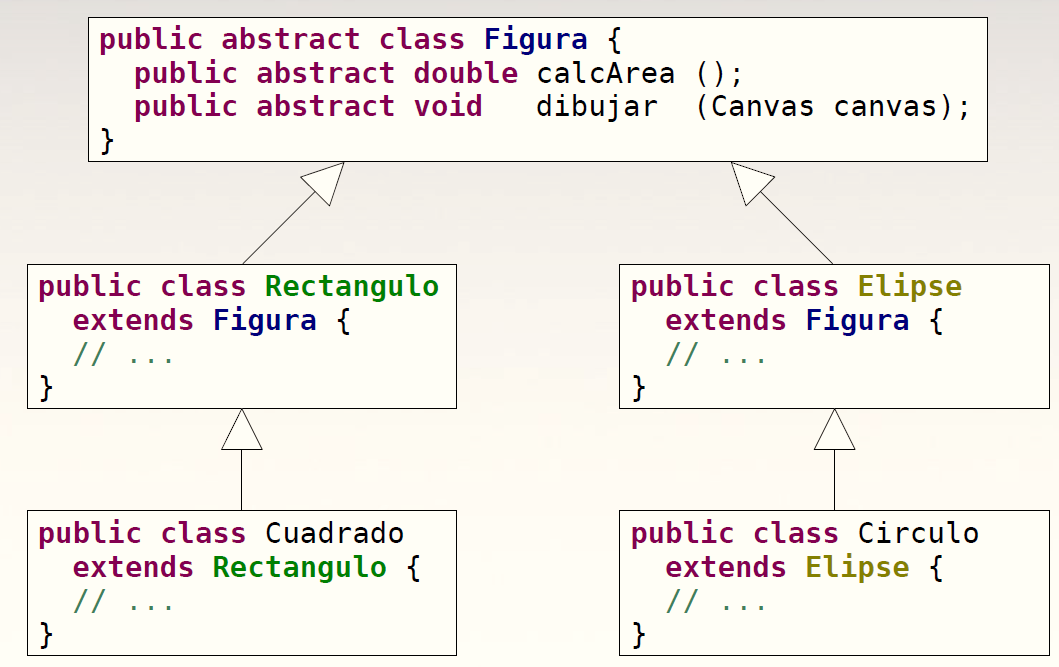 public abstract class Figura {
  public abstract double calcArea ();
  public abstract void   dibujar  (Canvas canvas);
}
public class Rectangulo
  extends Figura {
  // ...
}
public class Elipse
  extends Figura {
  // ...
}
public class Cuadrado
  extends Rectangulo {
  // ...
}
public class Circulo
  extends Elipse {
  // ...
}